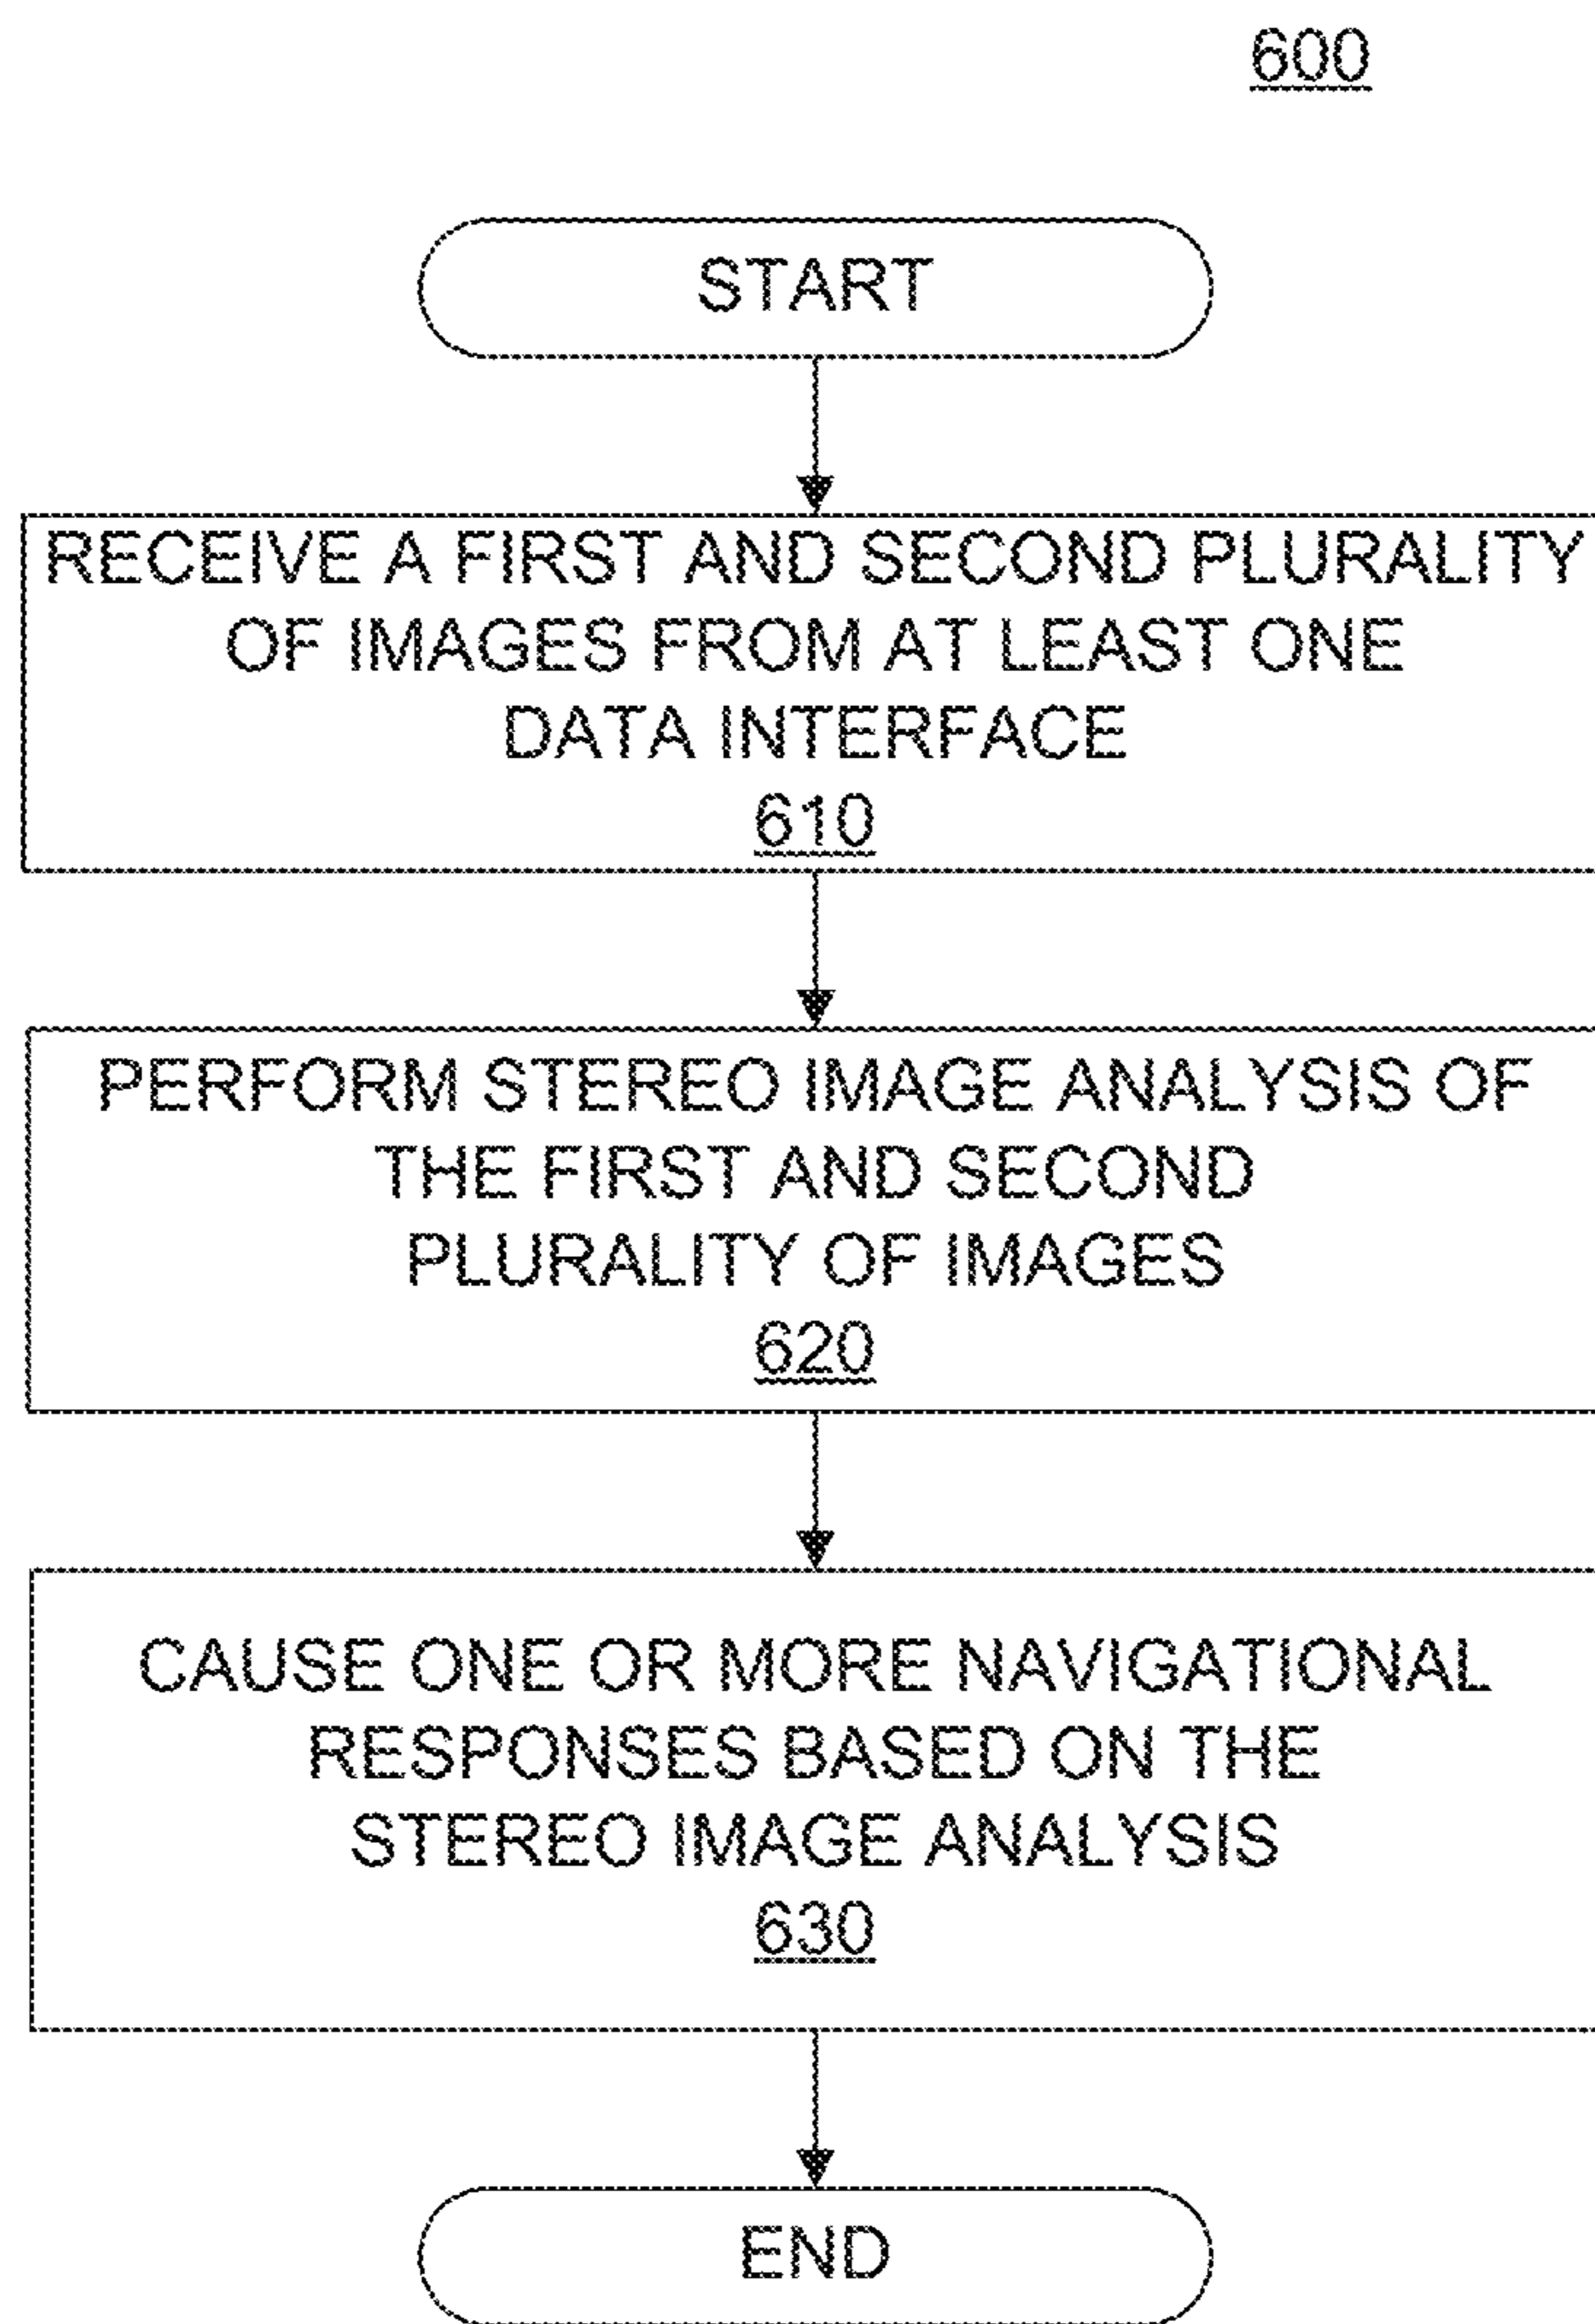 600
START
RECEIVE A FIRST AND SECOND PLURALITY
OF IMAGES FROM AT LEAST ONE
DATA INTERFACE
610
PERFORM STEREO IMAGE ANALYSIS OF
THE FIRST AND SECOND
PLURALITY OF IMAGES
620
CAUSE ONE OR MORE NAVIGATIONAL
RESPONSES BASED ON THE
STEREO IMAGE ANALYSIS
630
END